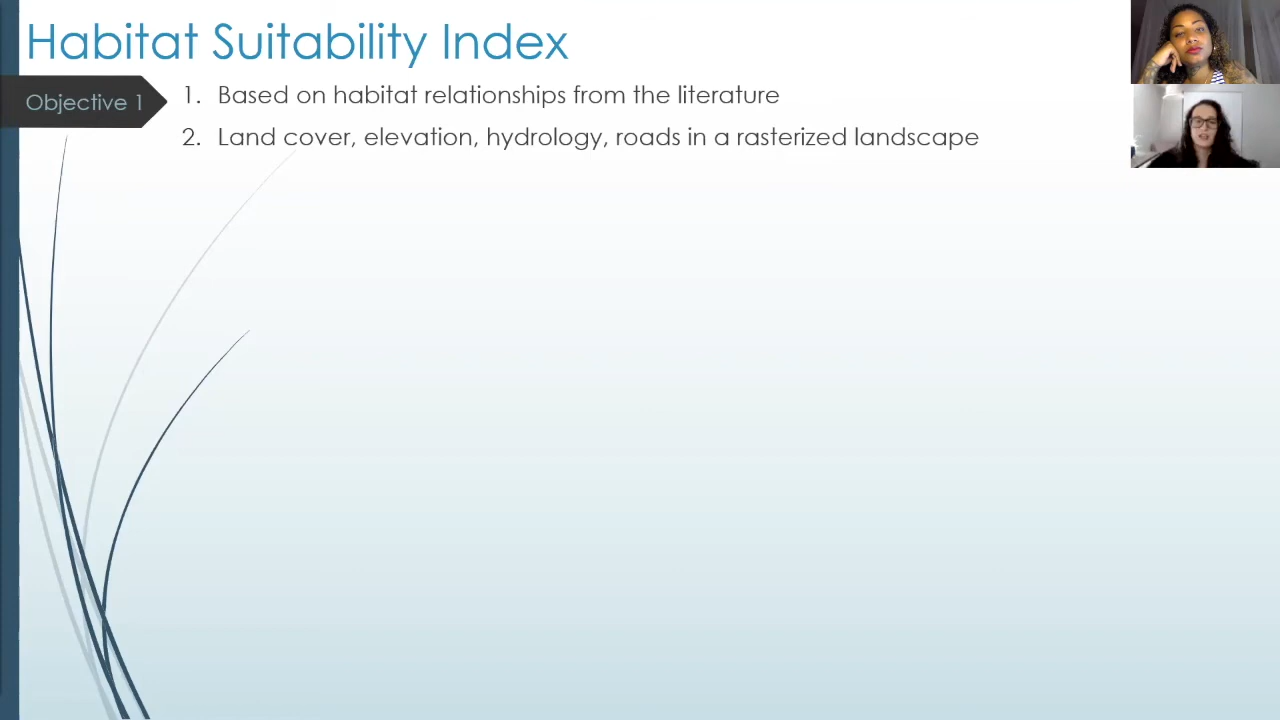 Habitat Suitability Index
Objective 1
1. Based on habitat relationships from the literature
2. Land cover, elevation, hydrology, roads in a rasterized landscape